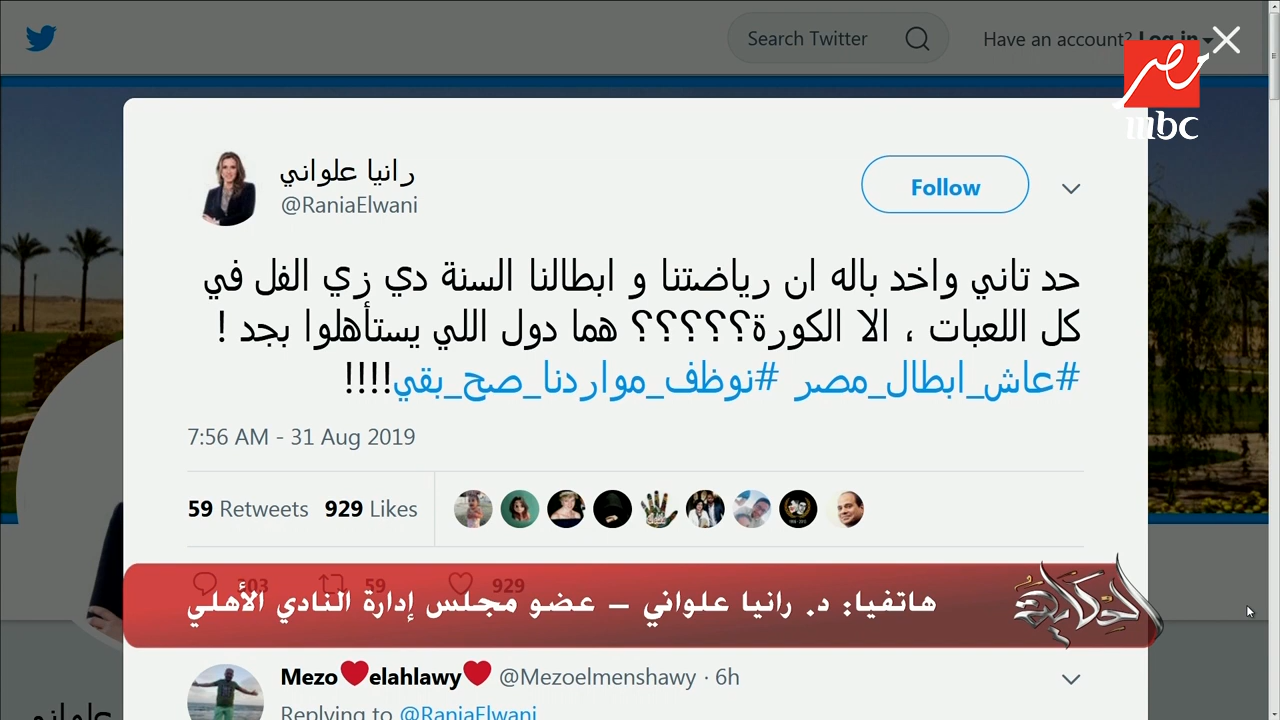 Search Twitter
Have an account? Log in
مصر
mbc
رانيا علواني
@RaniaElwani
Follow
حد تاني واخد باله ان رياضتنا و ابطالنا السنة دي زي الفل في
كل اللعبات ، الا الكورة؟؟؟؟؟ هما دول اللي يستأهلوا بجد !
#عاش_ابطال_مصر #نوظف_مواردنا_صح_بقي!!!!
7:56 AM - 31 Aug 2019
59 Retweets 929 Likes
103 59 929
هاتفيا: د. رانيا علواني – عضو مجلس إدارة النادي الأهلي
الحكاية
Mezo❤️elahlawy❤️ @Mezoelmenshawy · 6h
Replying to @RaniaElwani
علواني